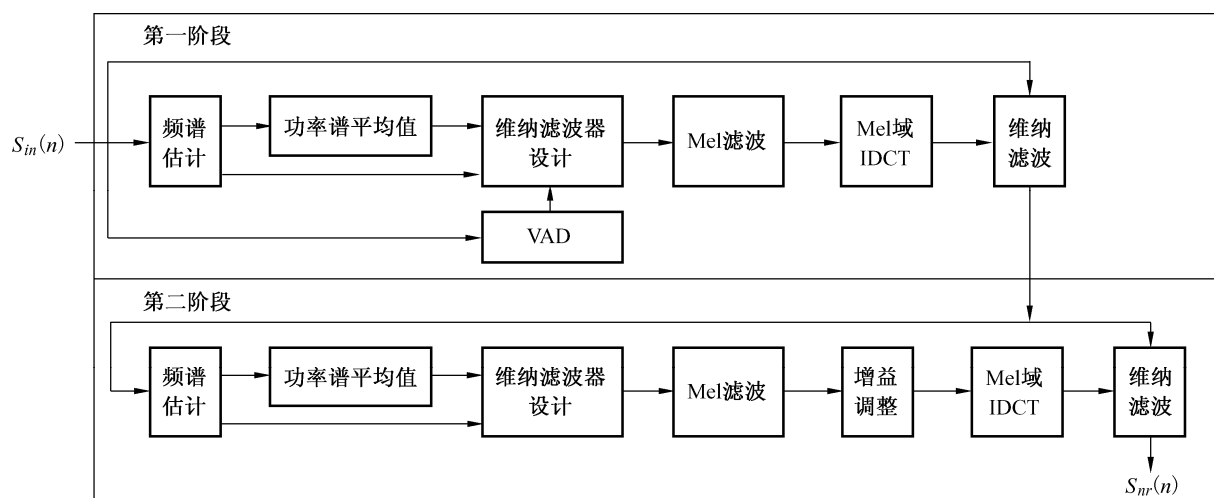 第一阶段
S_in(n)
频谱
估计
功率谱平均值
维纳滤波器
设计
Mel滤波
Mel域
IDCT
维纳
滤波
VAD
第二阶段
频谱
估计
功率谱平均值
维纳滤波器
设计
Mel滤波
增益
调整
Mel域
IDCT
维纳
滤波
S_nr(n)